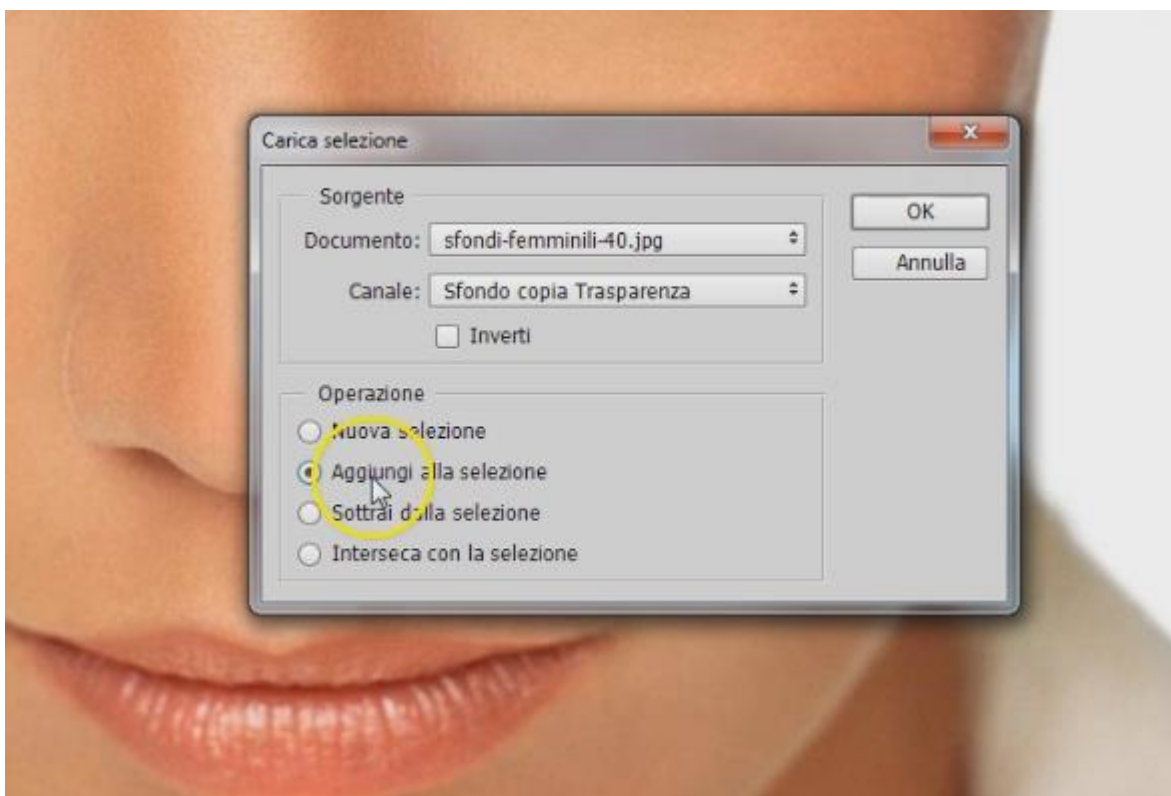 Carica selezione
Sorgente
Documento: sfondi-femminili-40.jpg
Canale: Sfondo copia Trasparenza
Inverti
Operazione
Nuova selezione
Aggiungi alla selezione
Sottrai dalla selezione
Interseca con la selezione
OK
Annulla